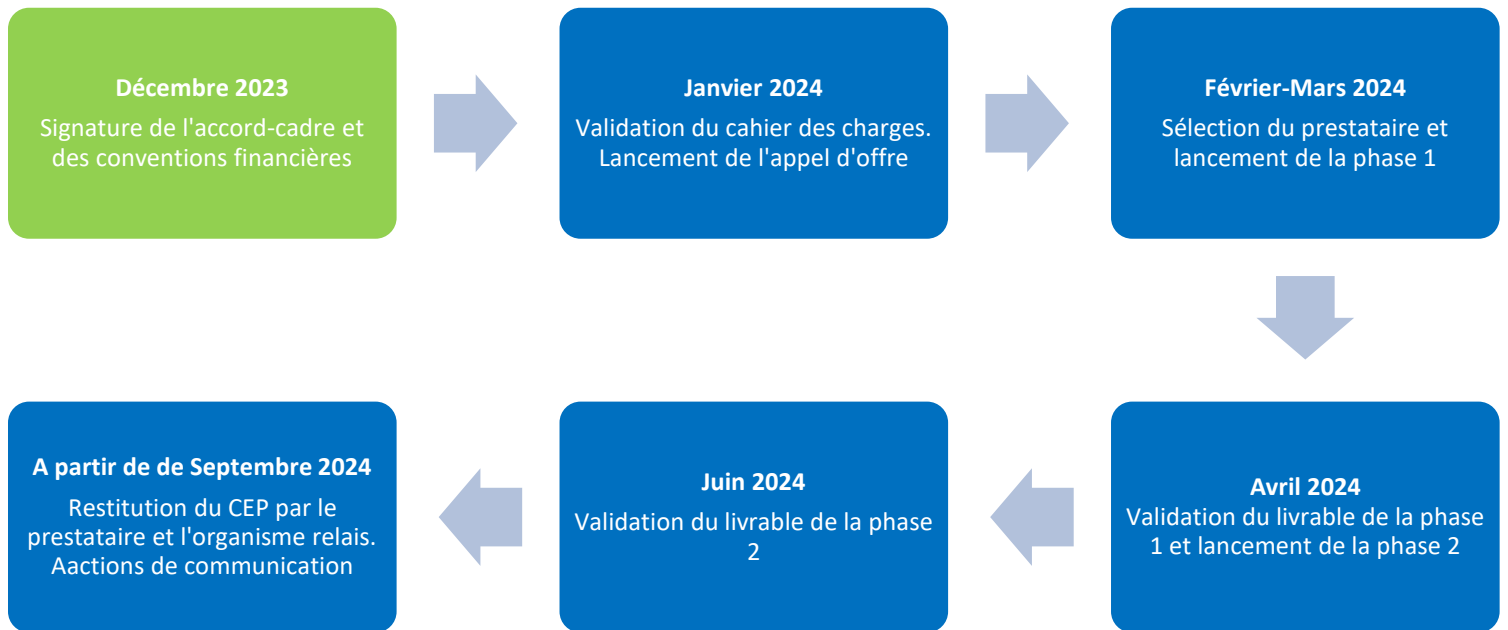 Décembre 2023
Signature de l'accord-cadre et
des conventions financières
Janvier 2024
Validation du cahier des charges.
Lancement de l'appel d'offre
Février-Mars 2024
Sélection du prestataire et
lancement de la phase 1
Avril 2024
Validation du livrable de la phase
1 et lancement de la phase 2
Juin 2024
Validation du livrable de la phase
2
A partir de de Septembre 2024
Restitution du CEP par le
prestataire et l'organisme relais.
Aactions de communication